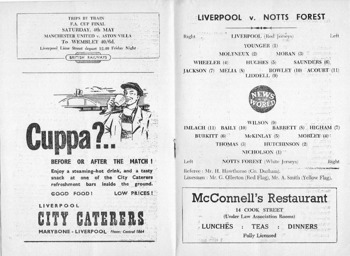 TRIPS BY TRAIN
F.A. CUP FINAL
SATURDAY, 4th MAY
MANCHESTER UNITED v. ASTON VILLA
To WEMBLEY 40/6d.
Liverpool Lime Street depart Friday Night
BRITISH RAILWAYS
Cuppa?..
BEFORE OR AFTER THE MATCH !
Enjoy a steaming-hot drink, and a tasty
snack at one of the City Caterers
refreshment bars inside the ground.
GOOD FOOD! LOW PRICES!
LIVERPOOL
CITY CATERERS
MARYBONE - LIVERPOOL Phone: Central
LIVERPOOL v. NOTTS FOREST
Right LIVERPOOL (Red Jerseys) Left
YOUNGER (1)
MOLYNEUX (2) MORAN (3)
WHEELER (4) HUGHES (5) SAUNDERS (6)
JACKSON (7) MELIA (8) LIDDELL (9) ROWLEY (10) A'COURT (11)
NEWS OF THE WORLD
WILSON (9)
IMLACH (11) BAILY (10) BARRETT (8) HIGHAM (7)
BURKITT (6) McKINLAY (5) MORLEY (4)
THOMAS (3) HUTCHINSON (2)
NICHOLSON (1)
Left NOTTS FOREST (White Jerseys) Right
Referee: Mr. H. Hawthorne (Co. Durham).
Linesmen: Mr. G. Ollerton (Red Flag), Mr. A. Smith (Yellow Flag).
McConnell's Restaurant
14 COOK STREET
(Under Law Association Rooms)
LUNCHES : TEAS : DINNERS
Fully Licensed